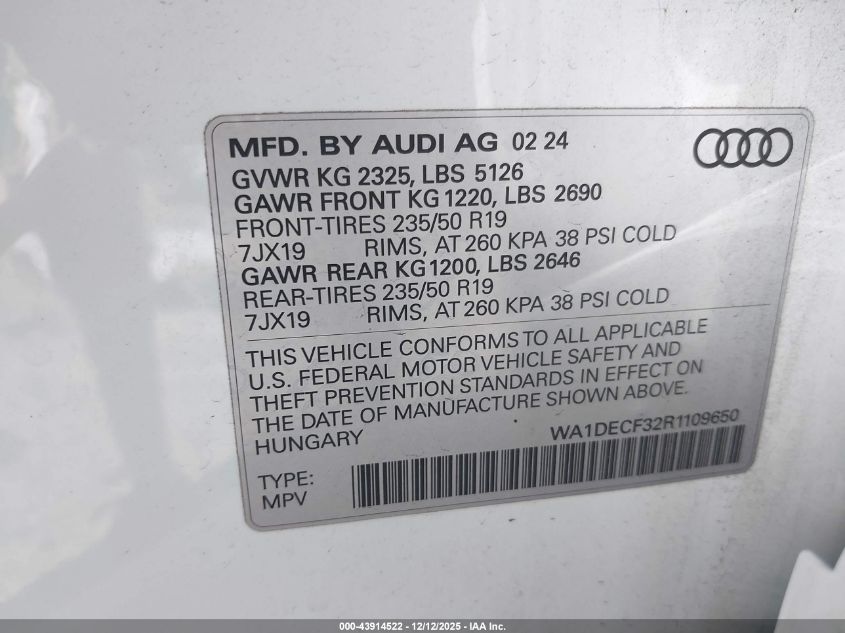 MFD. BY AUDI AG 02 24
GVWR KG 2325, LBS 5126
GAWR FRONT KG 1220, LBS 2690
FRONT-TIRES 235/50 R19
7JX19 RIMS, AT 260 KPA 38 PSI COLD
GAWR REAR KG 1200, LBS 2646
REAR-TIRES 235/50 R19
7JX19 RIMS, AT 260 KPA 38 PSI COLD
THIS VEHICLE CONFORMS TO ALL APPLICABLE
U.S. FEDERAL MOTOR VEHICLE SAFETY AND
THEFT PREVENTION STANDARDS IN EFFECT ON
THE DATE OF MANUFACTURE SHOWN ABOVE.
HUNGARY WA1DECF32R1109650
TYPE:
MPV
000-43914522 - 12/12/2025 - IAA Inc.